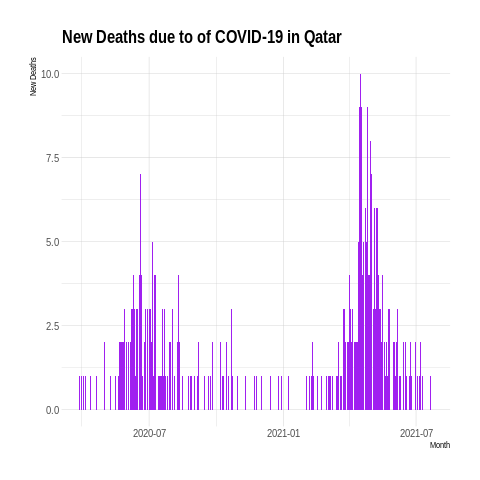 New Deaths due to of COVID-19 in Qatar
New Deaths
10.0
7.5
5.0
2.5
0.0
2020-07
2021-01
2021-07
Month